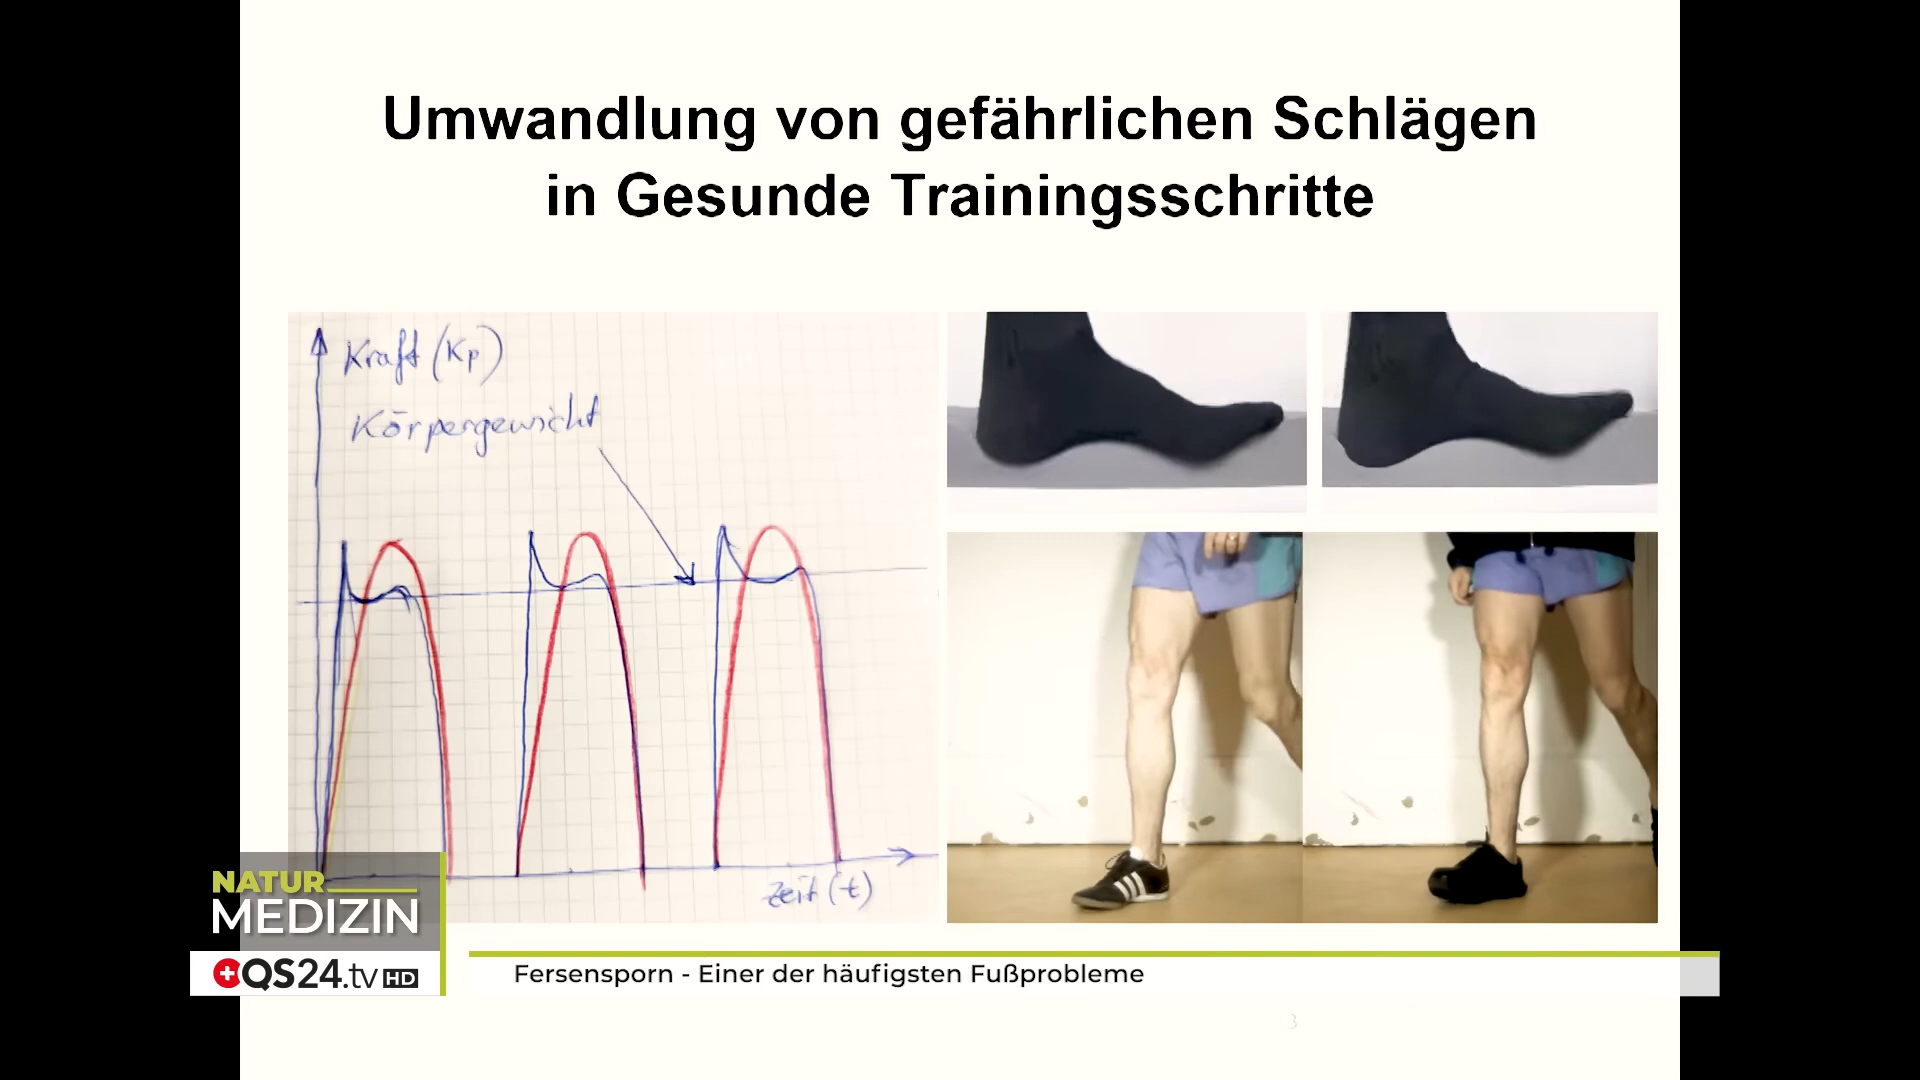 Umwandlung von gefährlichen Schlägen
in Gesunde Trainingsschritte
Kraft (Kp)
Körpergewicht
Zeit (t)
NATUR
MEDIZIN
QS24.tv HD
Fersensporn - Einer der häufigsten Fußprobleme
3